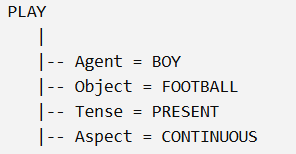 PLAY
|
|-- Agent = BOY
|-- Object = FOOTBALL
|-- Tense = PRESENT
|-- Aspect = CONTINUOUS